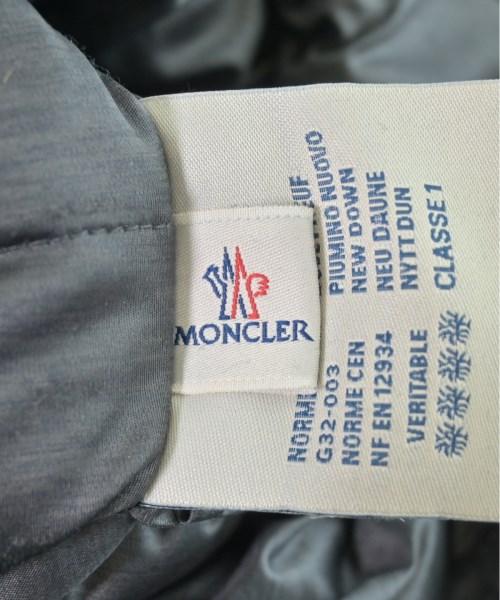 MONCLER
PIUMINO NUOVO
NEW DOWN
NEU DAUNE
NYTT DUN
CLASSE 1
G32-003
NORME CEN
NF EN 12934
VERITABLE